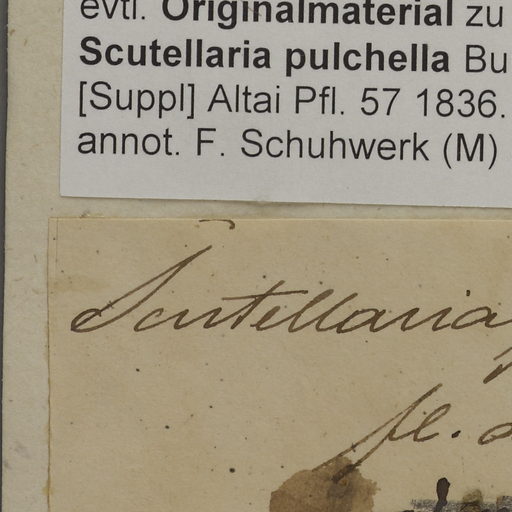 evtl. Originalmaterial zu
Scutellaria pulchella Bu
[Suppl] Altai Pfl. 57 1836.
annot. F. Schuhwerk (M)
Scutellaria
fl.